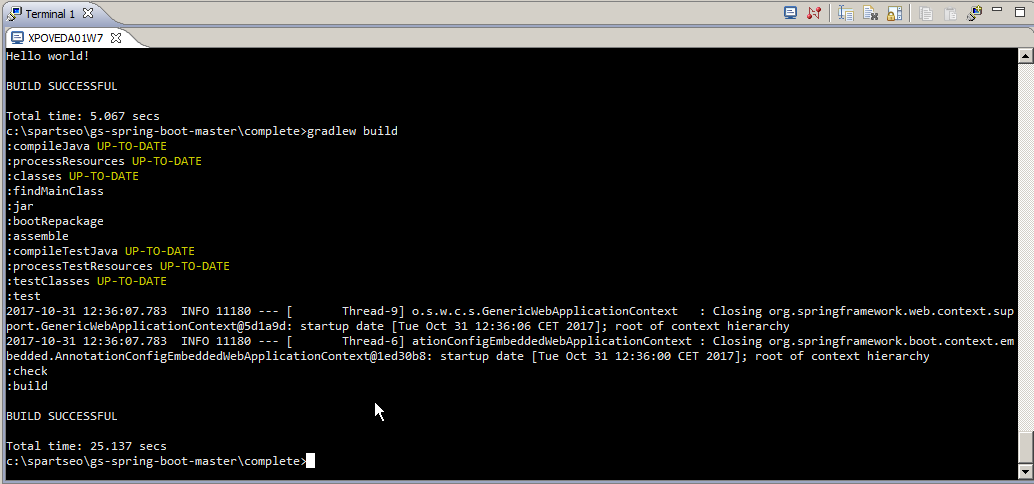 Terminal 1
XPOVEDA01W7
Hello world!
BUILD SUCCESSFUL
Total time: 5.067 secs
c:\spartseo\gs-spring-boot-master\complete>gradlew build
:compileJava UP-TO-DATE
:processResources UP-TO-DATE
:classes UP-TO-DATE
:findMainClass
:jar
:bootRepackage
:assemble
:compileTestJava UP-TO-DATE
:processTestResources UP-TO-DATE
:testClasses UP-TO-DATE
:test
2017-10-31 12:36:07.783  INFO 11180 --- [       Thread-9] o.s.w.c.s.GenericWebApplicationContext   : Closing org.springframework.web.context.sup
port.GenericWebApplicationContext@5d1a9d: startup date [Tue Oct 31 12:36:06 CET 2017]; root of context hierarchy
2017-10-31 12:36:07.783  INFO 11180 --- [       Thread-6] ationConfigEmbeddedWebApplicationContext : Closing org.springframework.boot.context.em
bedded.AnnotationConfigEmbeddedWebApplicationContext@1ed30b8: startup date [Tue Oct 31 12:36:00 CET 2017]; root of context hierarchy
:check
:build
BUILD SUCCESSFUL
Total time: 25.137 secs
c:\spartseo\gs-spring-boot-master\complete>